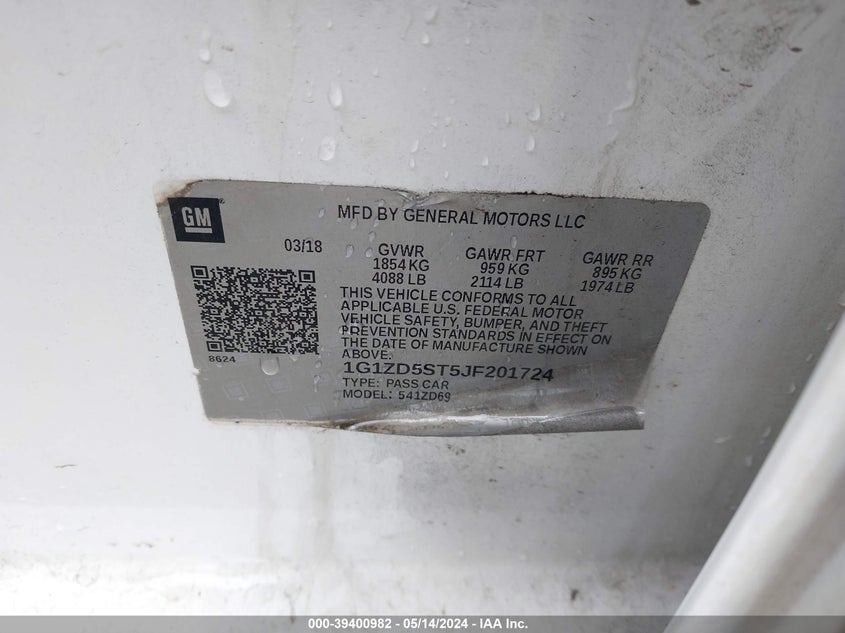 GM
MFD BY GENERAL MOTORS LLC
03/18 GVWR GAWR FRT GAWR RR
1854 KG 959 KG 895 KG
4088 LB 2114 LB 1974 LB
THIS VEHICLE CONFORMS TO ALL
APPLICABLE U.S. FEDERAL MOTOR
VEHICLE SAFETY, BUMPER, AND THEFT
PREVENTION STANDARDS IN EFFECT ON
THE DATE OF MANUFACTURE SHOWN
ABOVE.
8624
1G1ZD5ST5JF201724
TYPE: PASS CAR
MODEL: 541ZD69
000-39400982 - 05/14/2024 - IAA Inc.